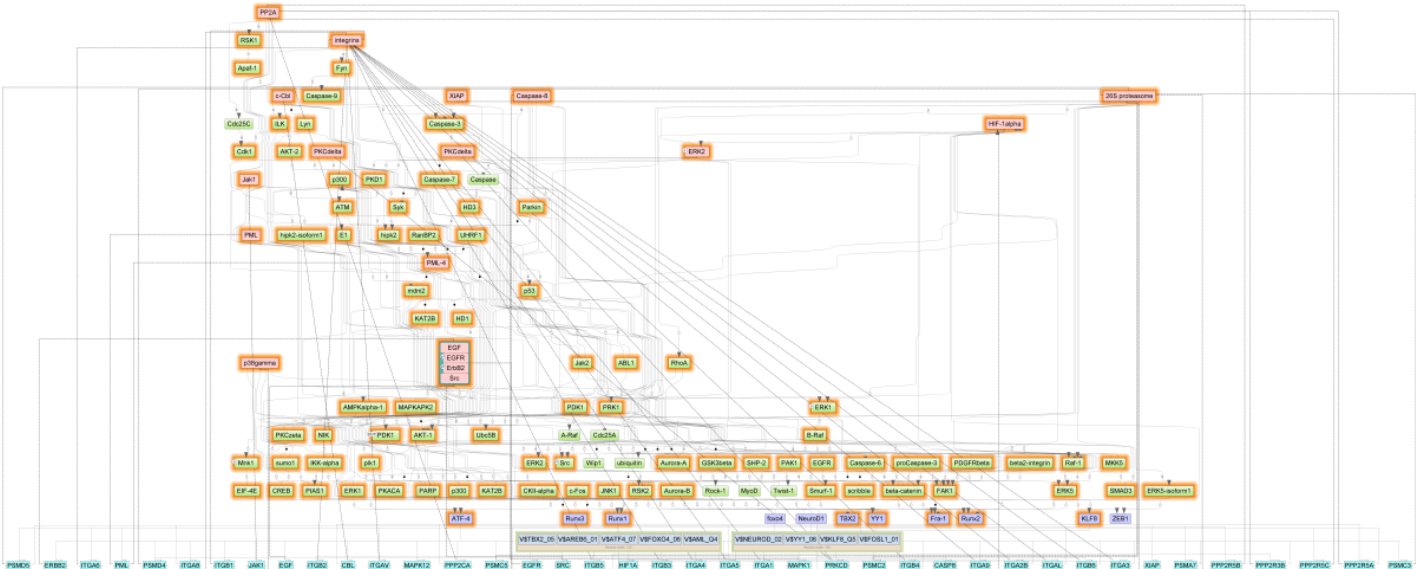 PP2A
RSK1 integrins
Apaf-1 Fyn
c-Cbl Caspase-9 XIAP Caspase-8 26S proteasome
Cdc25C ILK Lyn Caspase-3 HIF-1alpha
Cdk1 AKT-2 PKCdelta PKCdelta ERK2
Jak1 p300 PKD1 Caspase-7 Caspase
ATM Syk HD3 Parkin
PML hipk2-isoform1 E1 hipk2 RanBP2 UHRF1
PML-4
mdm2 p53
KAT2B HD1
EGF
EGFR
ErbB2
Src
p38gamma Jak2 ABL1 RhoA
AMPKalpha-1 MAPKAPK2 PDK1 PRK1 ERK1
PKCzeta NIK PDK1 AKT-1 Ubc5B A-Raf Cdc25A B-Raf
Mnk1 sumo1 IKK-alpha plk1 ERK2 Src Wip1 ubiquitin Aurora-A GSK3beta SHP-2 PAK1 EGFR Caspase-6 proCaspase-3 PDGFRbeta beta2-integrin Raf-1 MKK5
EIF-4E CREB PIAS1 ERK1 PKACA PARP p300 KAT2B CKII-alpha c-Fos JNK1 RSK2 Aurora-B Rock-1 MyoD Twist-1 Smurf-1 scribble beta-catenin FAK1 ERK5 SMAD3 ERK5-isoform1
ATF-4 Runx3 Runx1 foxo4 NeuroD1 TBX2 YY1 Fra-1 Runx2 KLF8 ZEB1
V$TBX2_05 V$AREB6_01 V$ATF4_07 V$FOXO4_06 V$AML_Q4 V$NEUROD_02 V$YY1_06 V$KLF8_Q5 V$FOSL1_01
PSMD5 ERBB2 ITGA6 PML PSMD4 ITGA8 ITGB1 JAK1 EGF ITGB2 CBL ITGAV MAPK12 PPP2CA PSMC5 EGFR SRC ITGB5 HIF1A ITGB3 ITGA4 ITGA5 ITGA1 MAPK1 PRKCD PSMC2 ITGB4 CASP8 ITGA9 ITGA2B ITGAL ITGB6 ITGA3 XIAP PSMA7 PPP2R5B PPP2R3B PPP2R5C PPP2R5A PSMC3